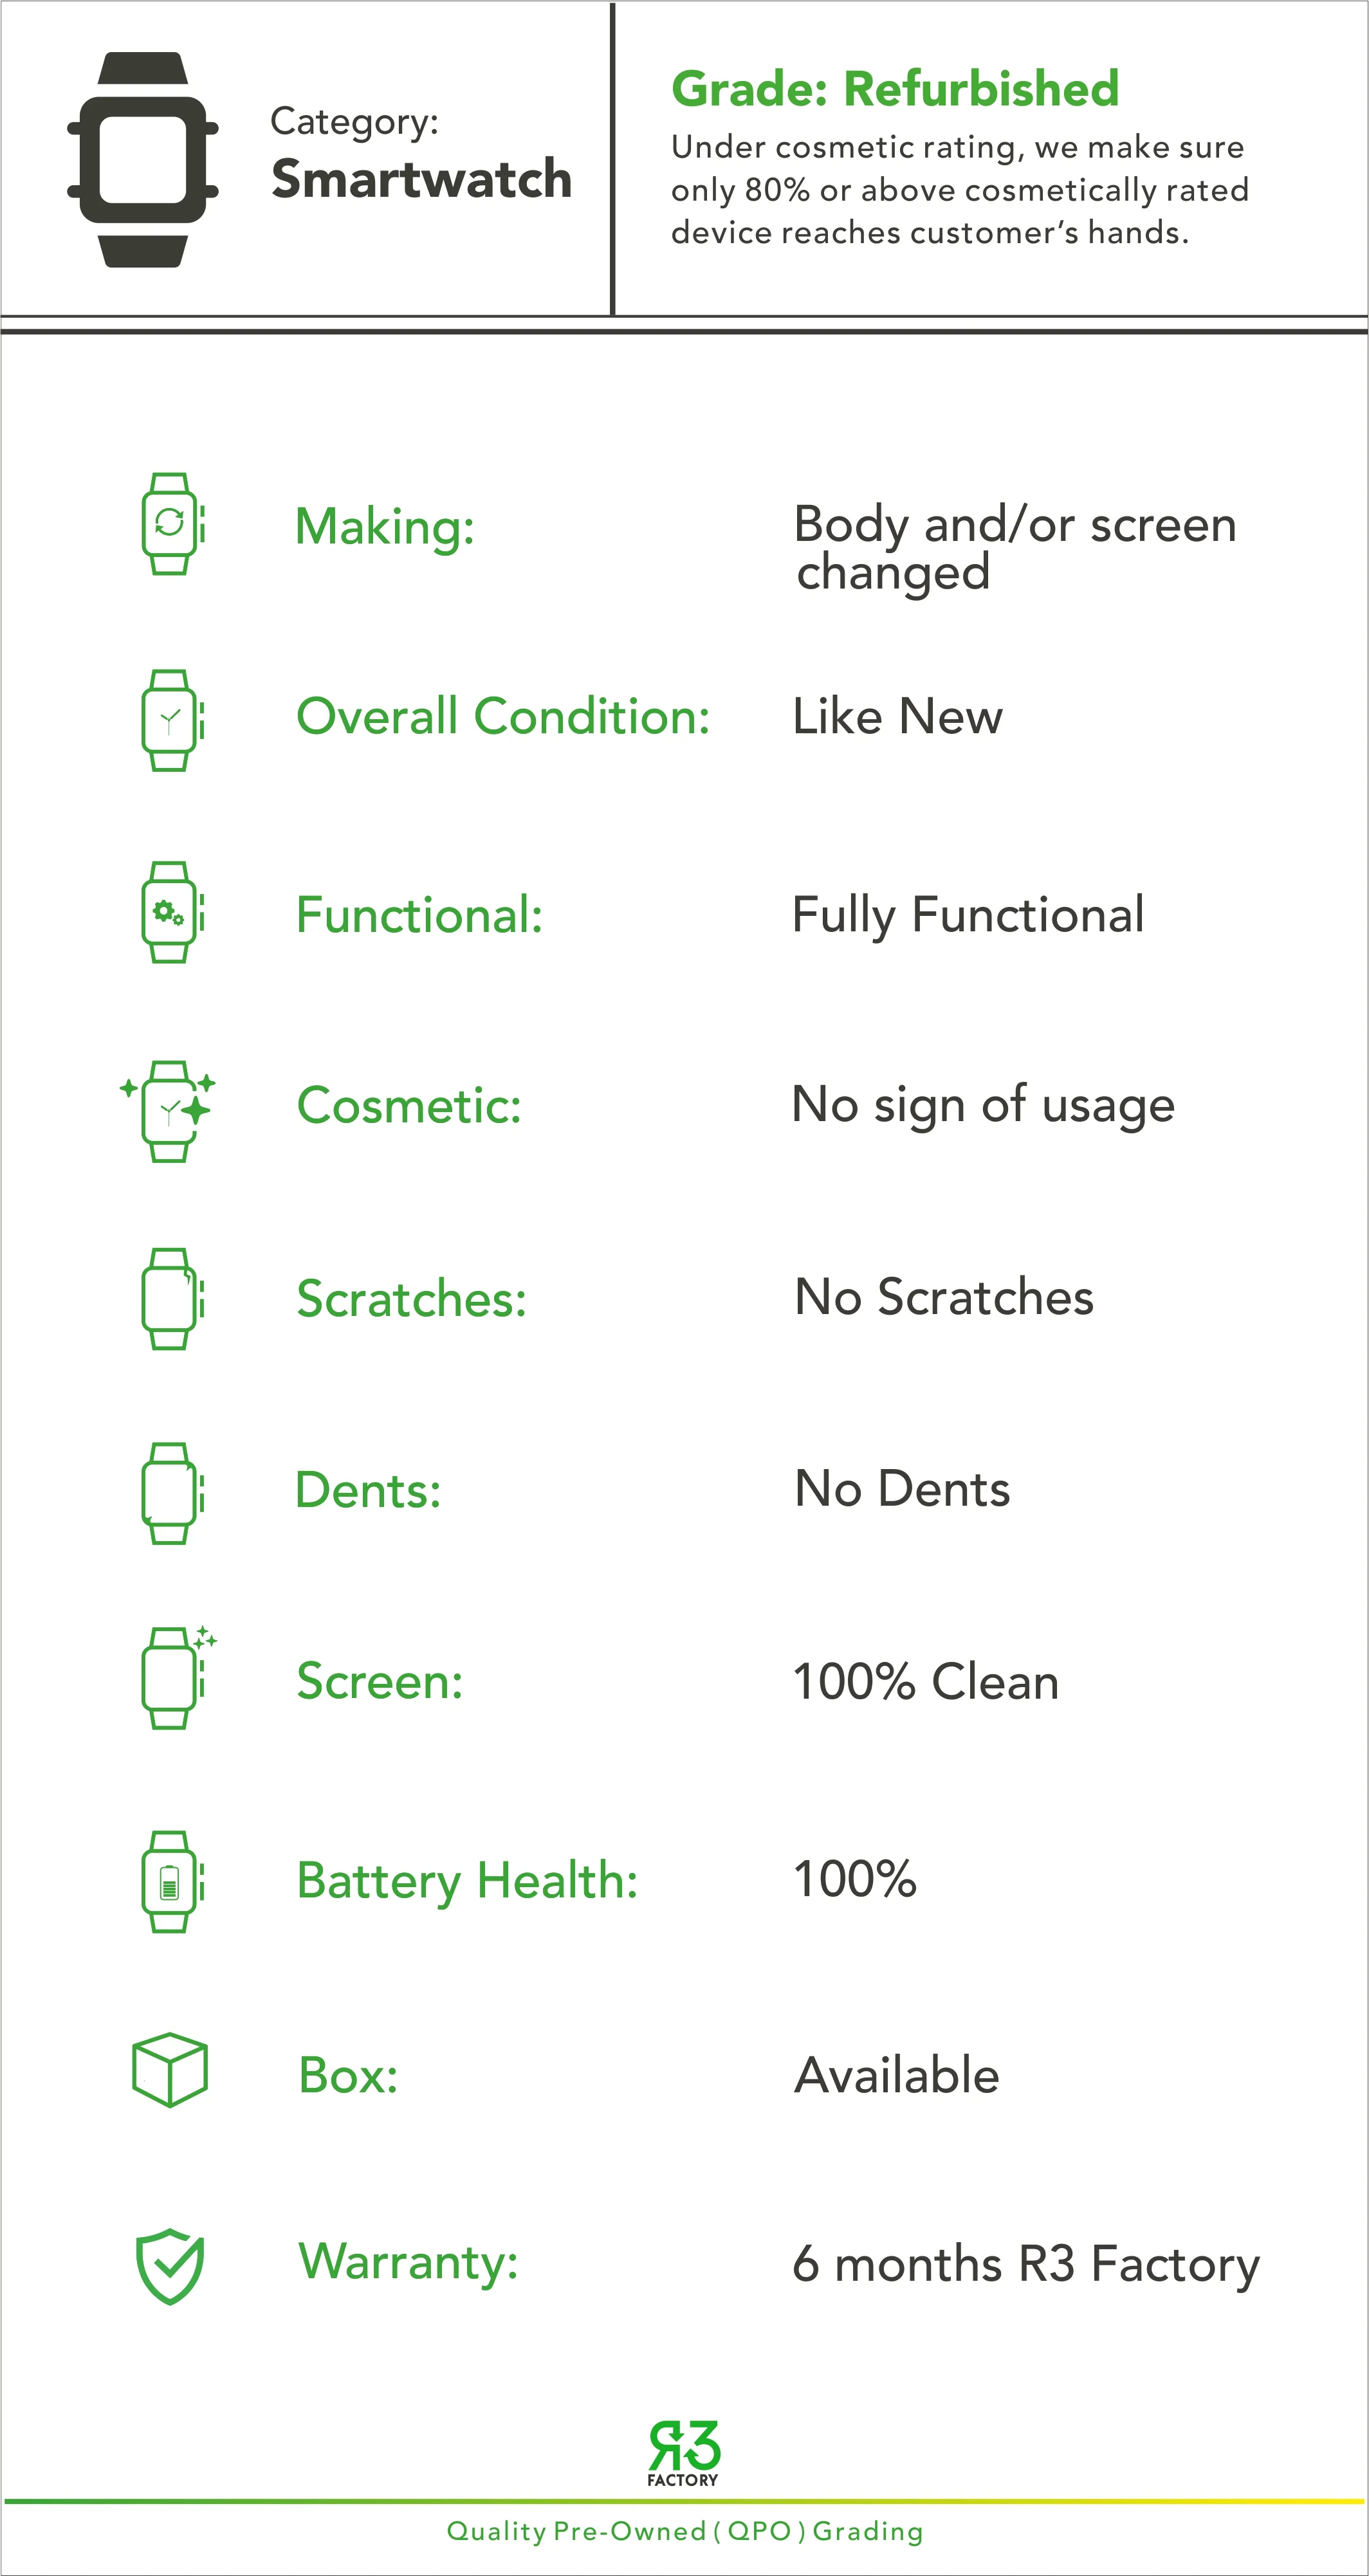 Category:
Smartwatch
Grade: Refurbished
Under cosmetic rating, we make sure
only 80% or above cosmetically rated
device reaches customer's hands.
Making: Body and/or screen
changed
Overall Condition: Like New
Functional: Fully Functional
Cosmetic: No sign of usage
Scratches: No Scratches
Dents: No Dents
Screen: 100% Clean
Battery Health: 100%
Box: Available
Warranty: 6 months R3 Factory
R3
FACTORY
Quality Pre-Owned ( QPO ) Grading